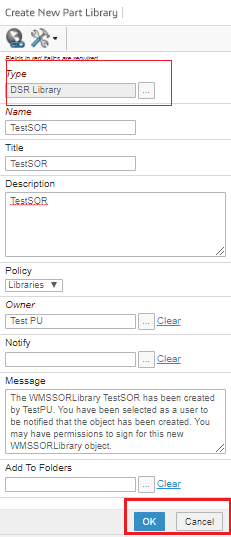 Create New Part Library
Fields in red italics are required
Type
DSR Library
...
Name
TestSOR
Title
TestSOR
Description
TestSOR
Policy
Libraries ▼
Owner
Test PU
... Clear
Notify
... Clear
Message
The WMSSORLibrary TestSOR has been created
by TestPU. You have been selected as a user to
be notified that the object has been created. You
may have permissions to sign for this new
WMSSORLibrary object.
Add To Folders
... Clear
OK Cancel